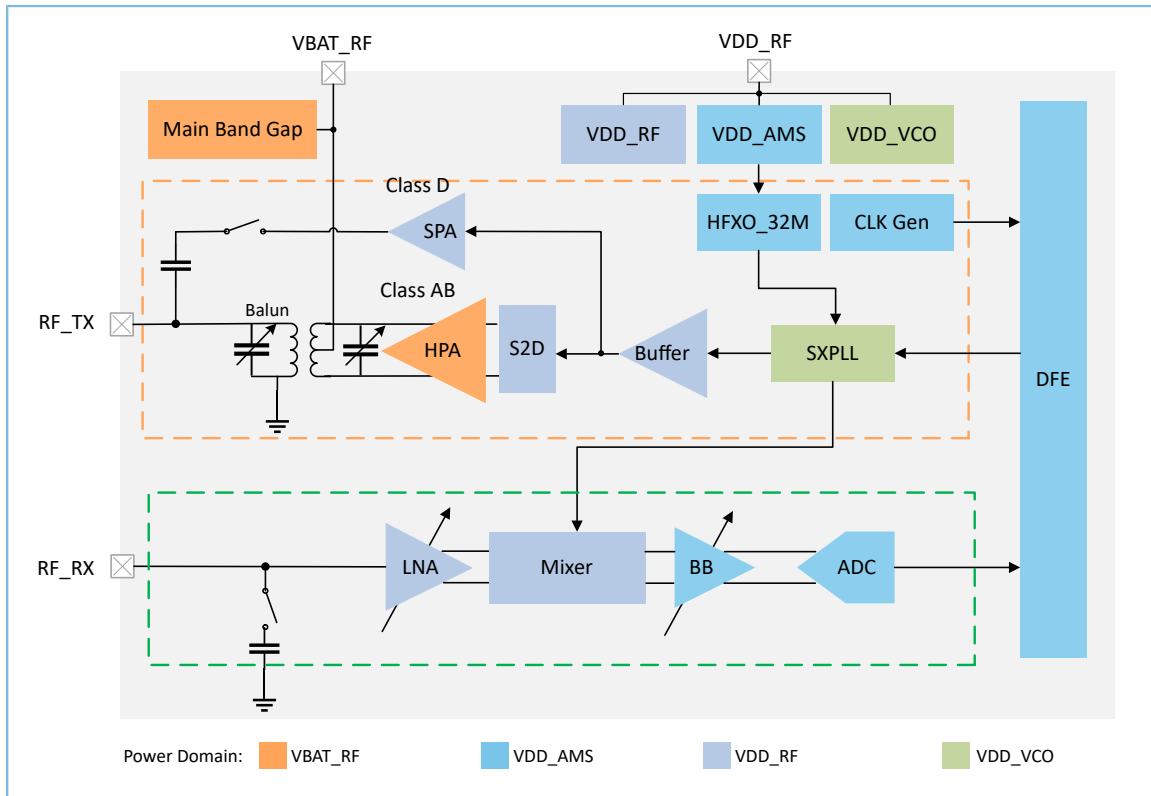 VBAT_RF
VDD_RF
Main Band Gap
VDD_RF
VDD_AMS
VDD_VCO
Class D
SPA
HFXO_32M
CLK Gen
Class AB
Balun
RF_TX
HPA
S2D
Buffer
SXPLL
DFE
RF_RX
LNA
Mixer
BB
ADC
Power Domain:
VBAT_RF
VDD_AMS
VDD_RF
VDD_VCO